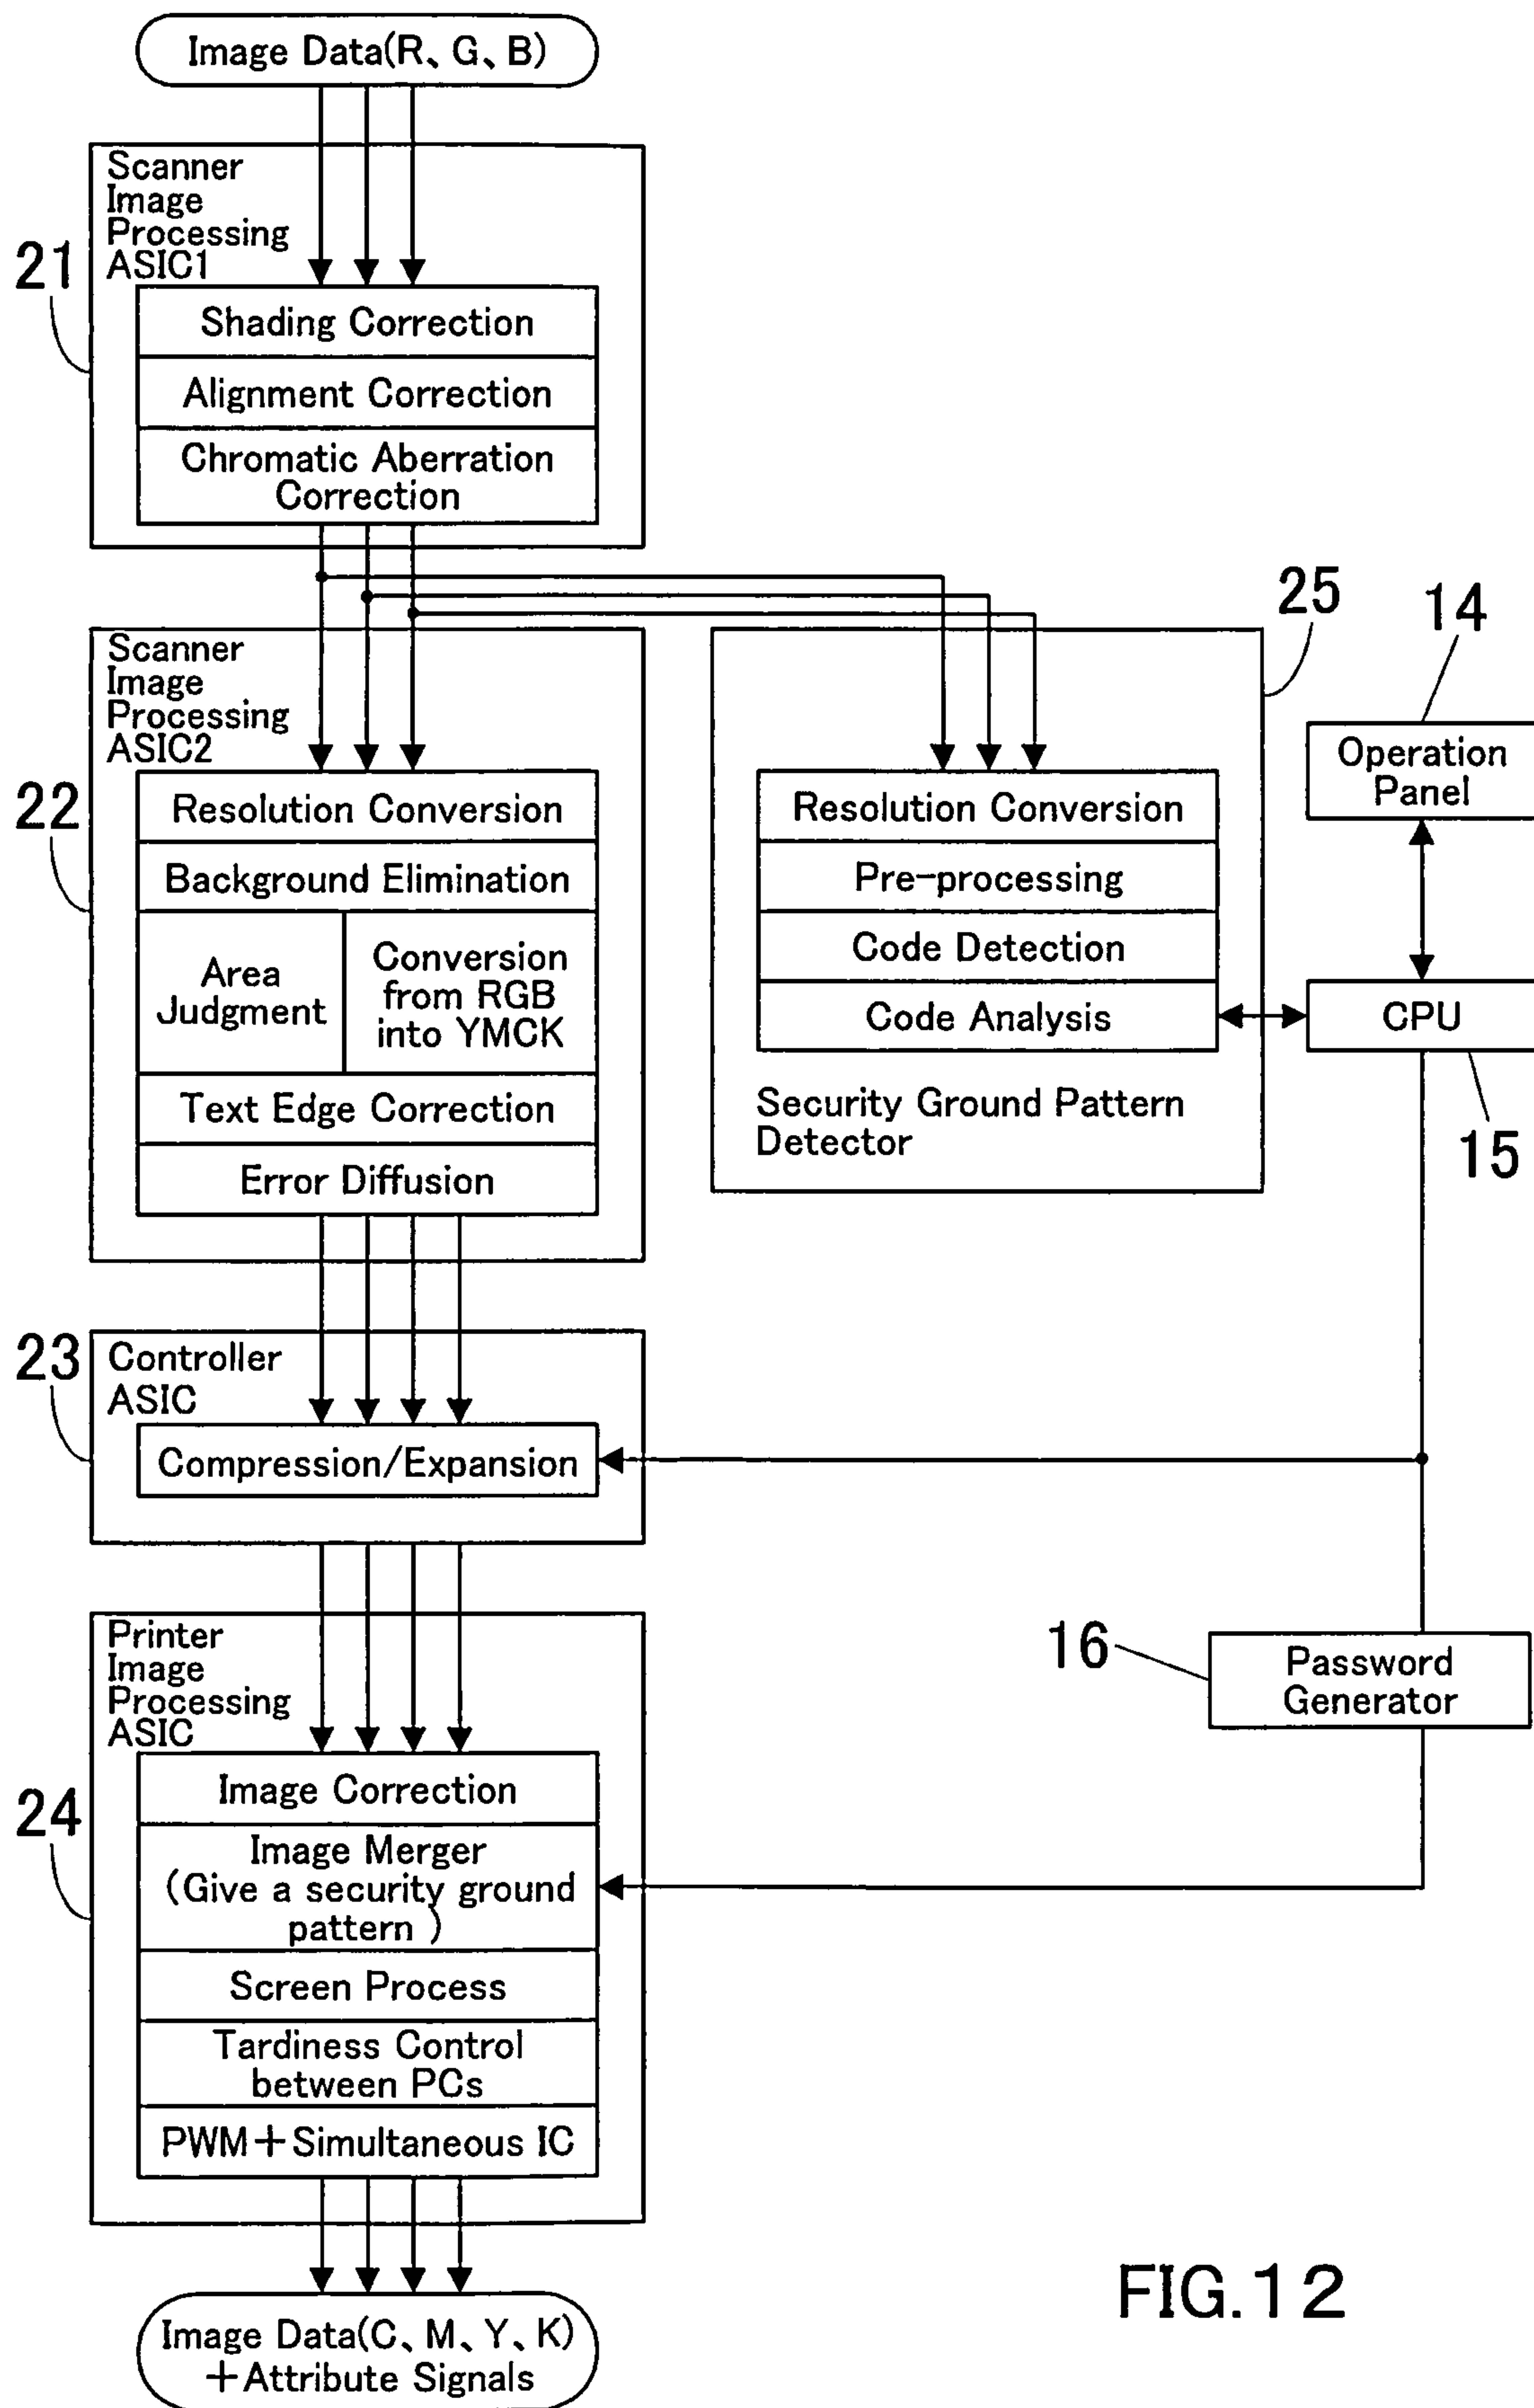 Image Data(R、G、B)
Scanner
Image
Processing
ASIC1
21
Shading Correction
Alignment Correction
Chromatic Aberration
Correction
25
14
Scanner
Image
Processing
ASIC2
22
Resolution Conversion
Background Elimination
Area
Judgment
Conversion
from RGB
into YMCK
Text Edge Correction
Error Diffusion
Resolution Conversion
Pre-processing
Code Detection
Code Analysis
Security Ground Pattern
Detector
Operation
Panel
CPU
15
23
Controller
ASIC
Compression/Expansion
Printer
Image
Processing
ASIC
16
Password
Generator
24
Image Correction
Image Merger
(Give a security ground
pattern )
Screen Process
Tardiness Control
between PCs
PWM+Simultaneous IC
Image Data(C、M、Y、K)
+Attribute Signals
FIG.12